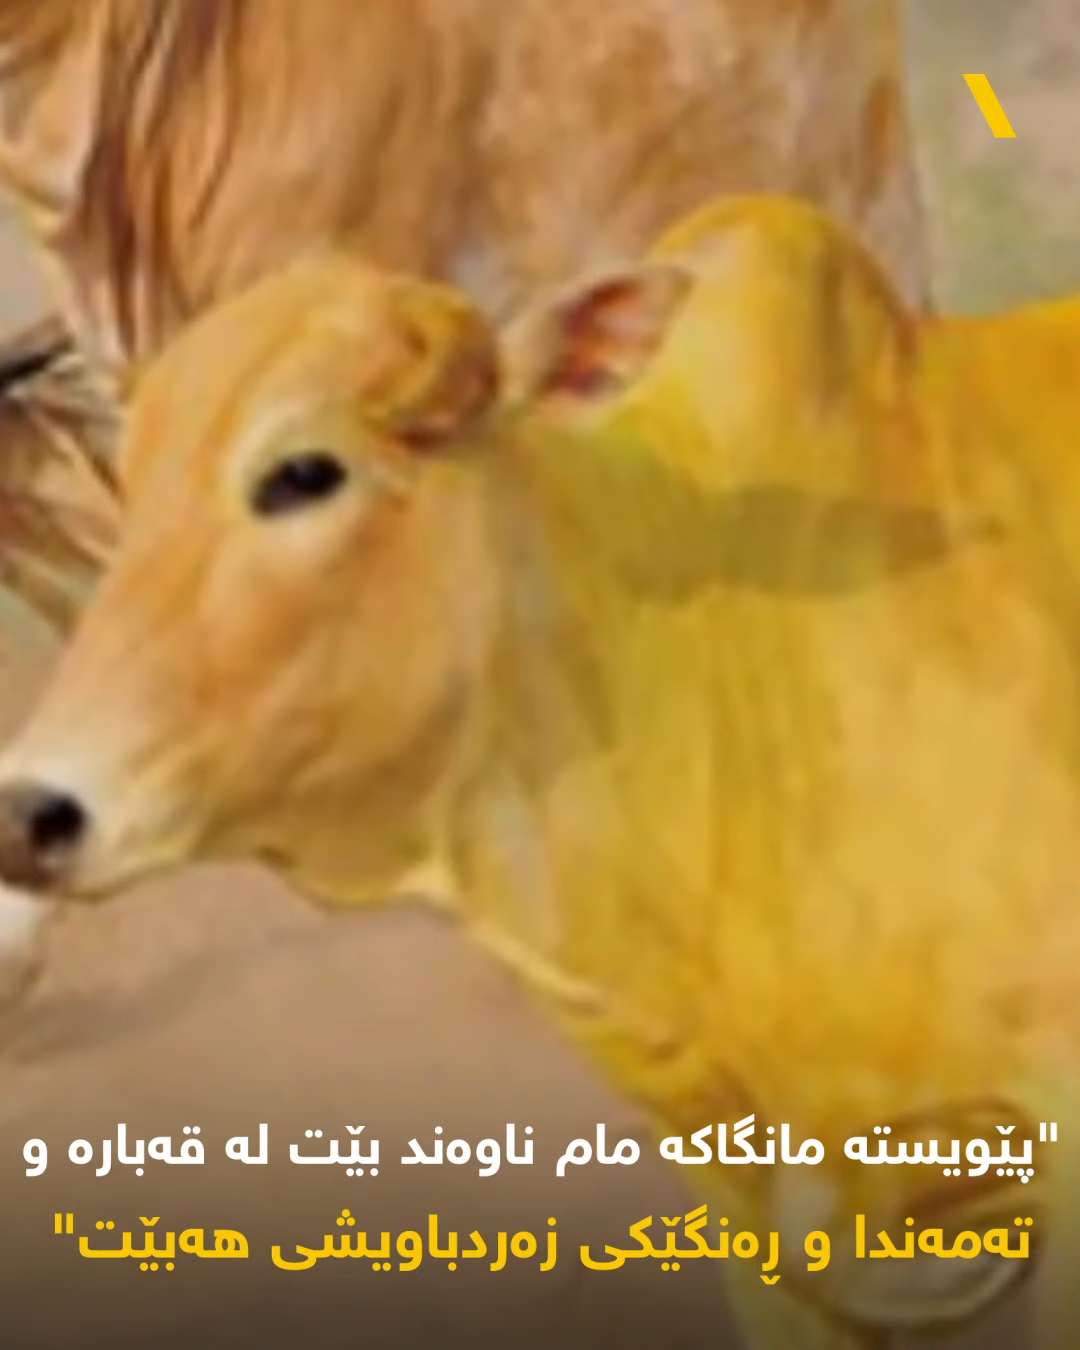 "پێویستە مانگاکە مام ناوەند بێت لە قەبارە و
تەمەندا و ڕەنگێکی زەردباویشی هەبێت"